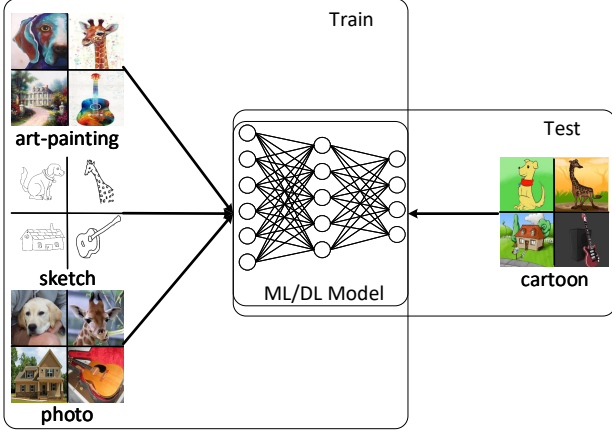 Train
art-painting
sketch
photo
ML/DL Model
Test
cartoon